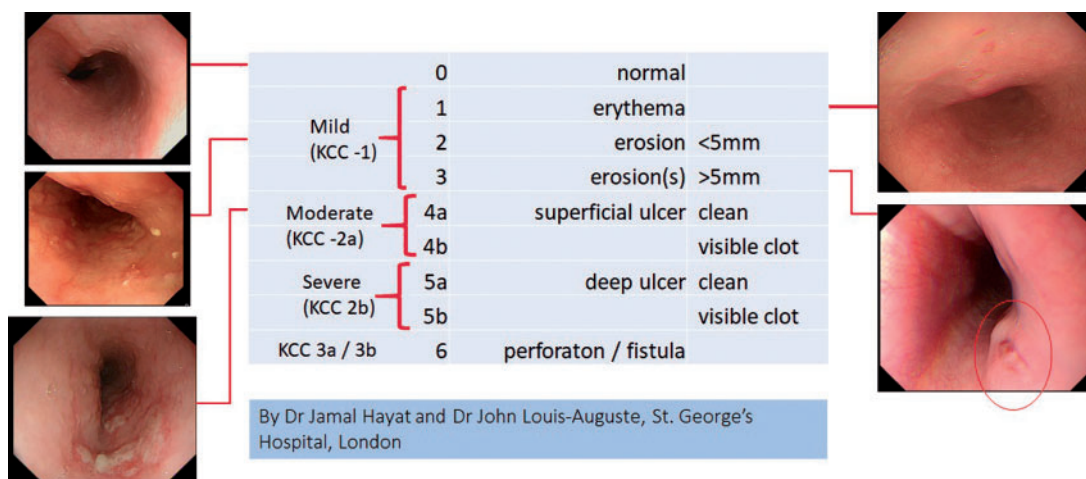 0 normal
1 erythema
Mild
(KCC -1)
2 erosion <5mm
3 erosion(s) >5mm
Moderate
(KCC -2a)
4a superficial ulcer clean
4b visible clot
Severe
(KCC 2b)
5a deep ulcer clean
5b visible clot
KCC 3a / 3b 6 perforaton / fistula
By Dr Jamal Hayat and Dr John Louis-Auguste, St. George's
Hospital, London